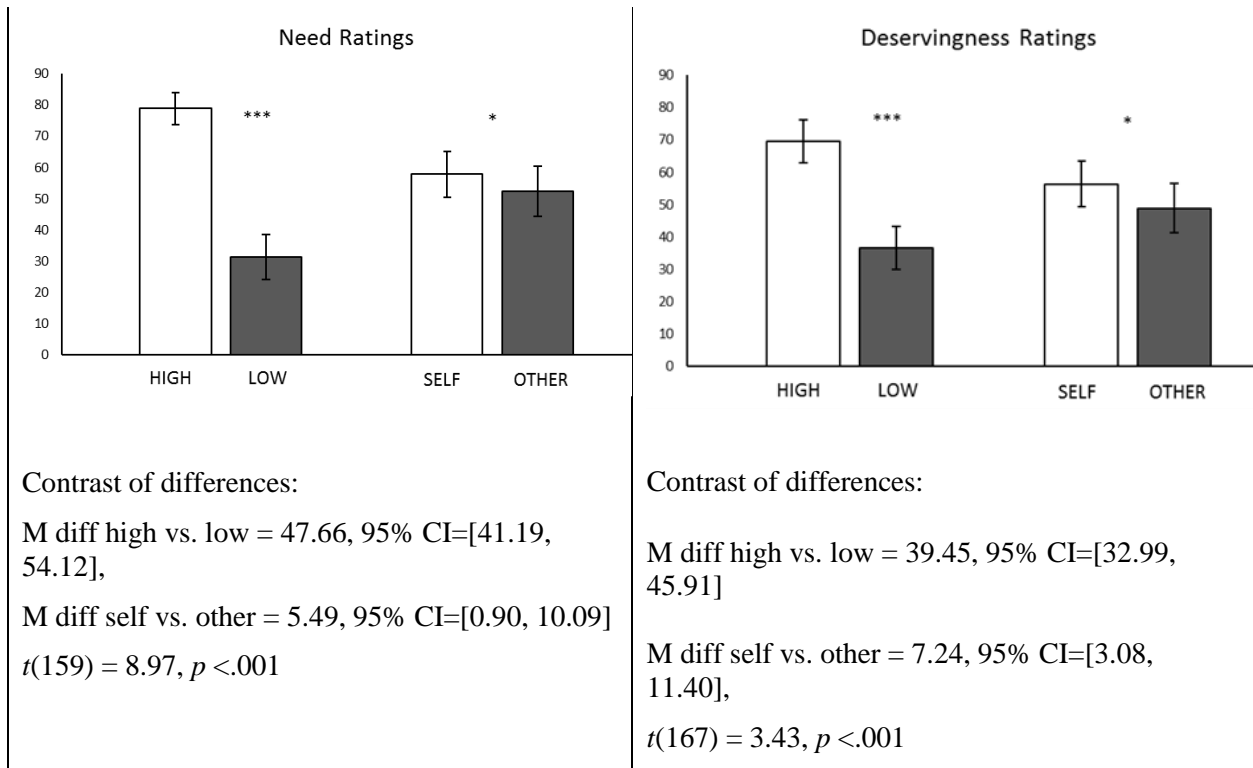 Need Ratings
90
80
70
60
50
40
30
20
10
0
***
*
HIGH LOW SELF OTHER
Contrast of differences:
M diff high vs. low = 47.66, 95% CI=[41.19,
54.12],
M diff self vs. other = 5.49, 95% CI=[0.90, 10.09]
t(159) = 8.97, p <.001
Deservingness Ratings
90
80
70
60
50
40
30
20
10
0
***
*
HIGH LOW SELF OTHER
Contrast of differences:
M diff high vs. low = 39.45, 95% CI=[32.99,
45.91]
M diff self vs. other = 7.24, 95% CI=[3.08,
11.40],
t(167) = 3.43, p <.001